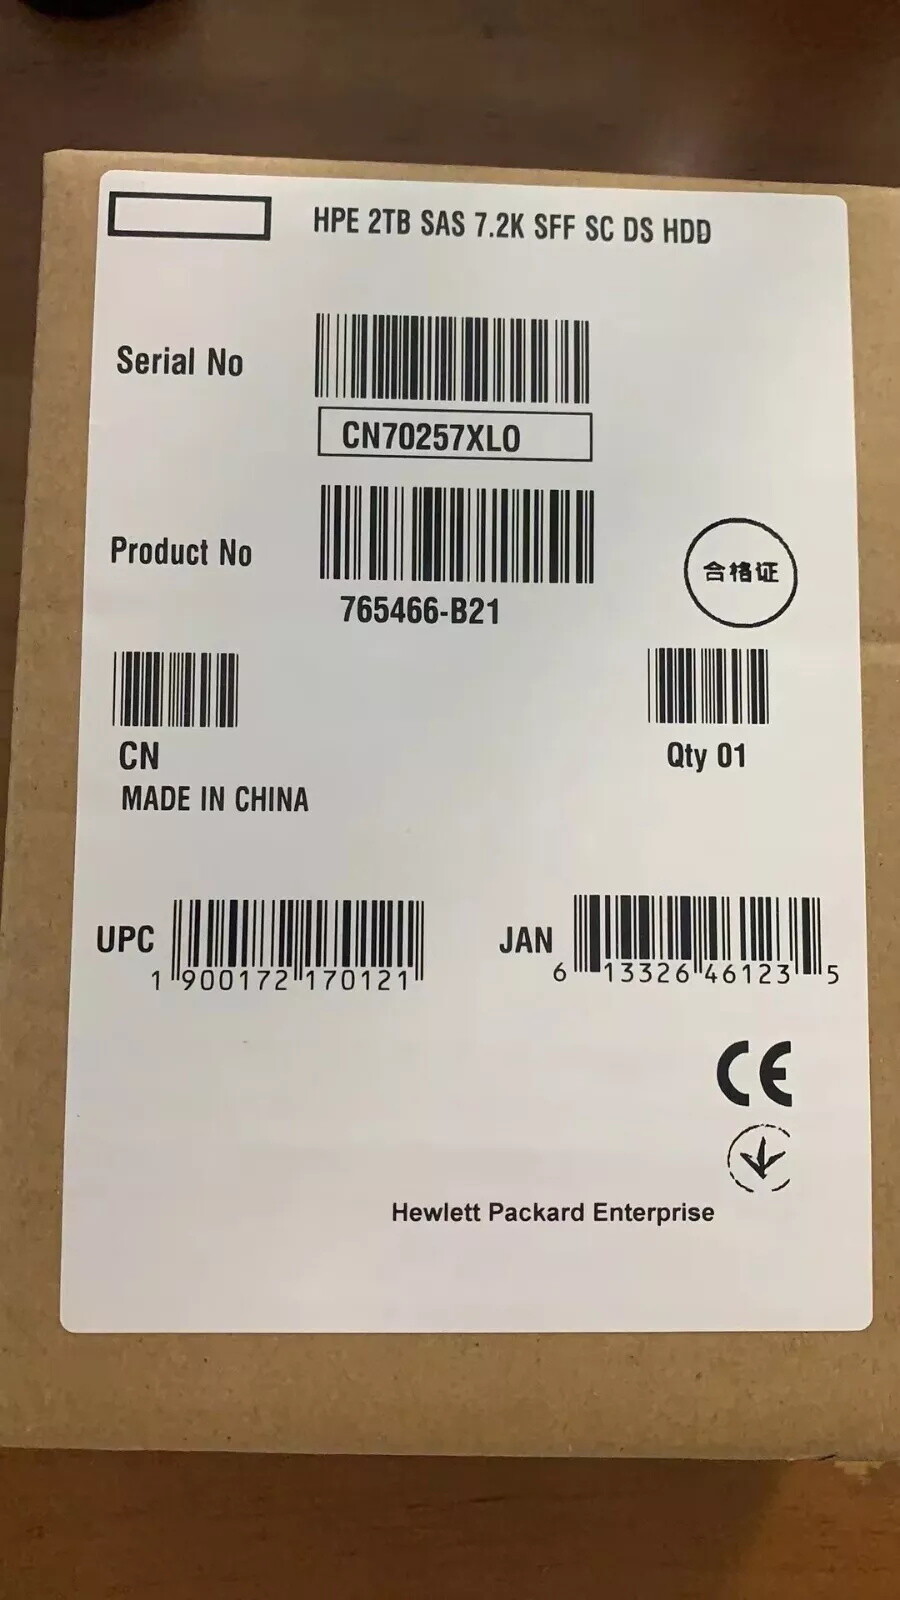 HPE 2TB SAS 7.2K SFF SC DS HDD
Serial No
CN70257XLO
Product No
765466-B21
合格证
CN
Qty 01
MADE IN CHINA
UPC
1 900172 170121
JAN
6 13326 46123 5
CE
Hewlett Packard Enterprise